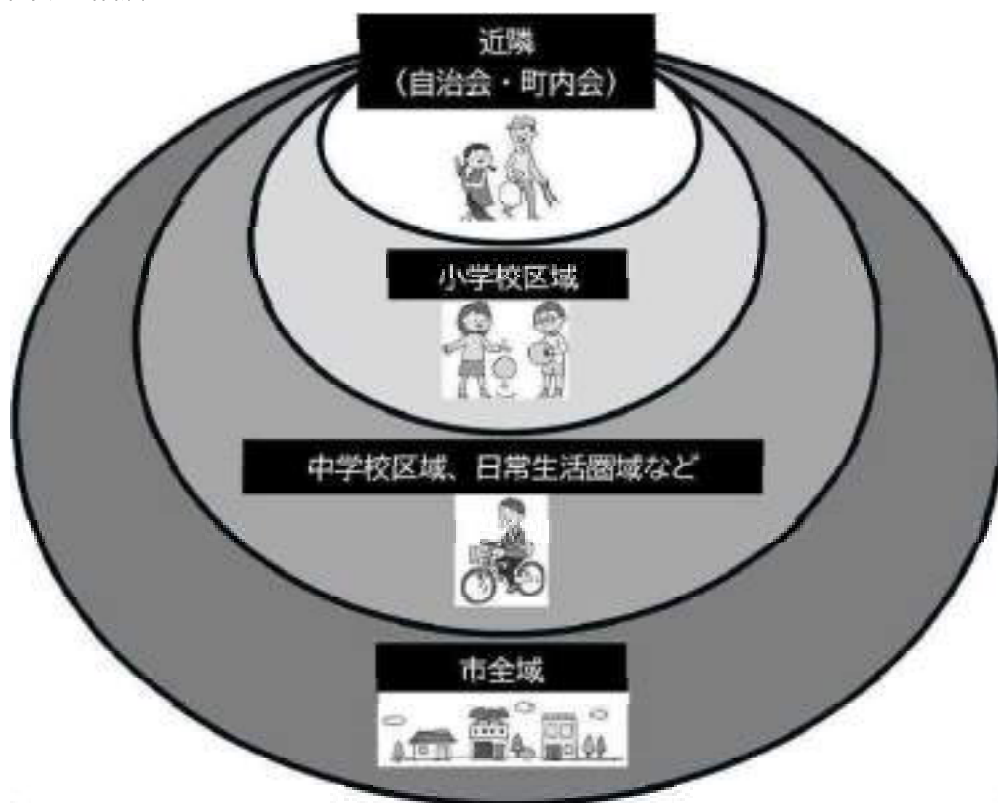 近隣
（自治会・町内会）
小学校区域
中学校区域、日常生活圏域など
市全域